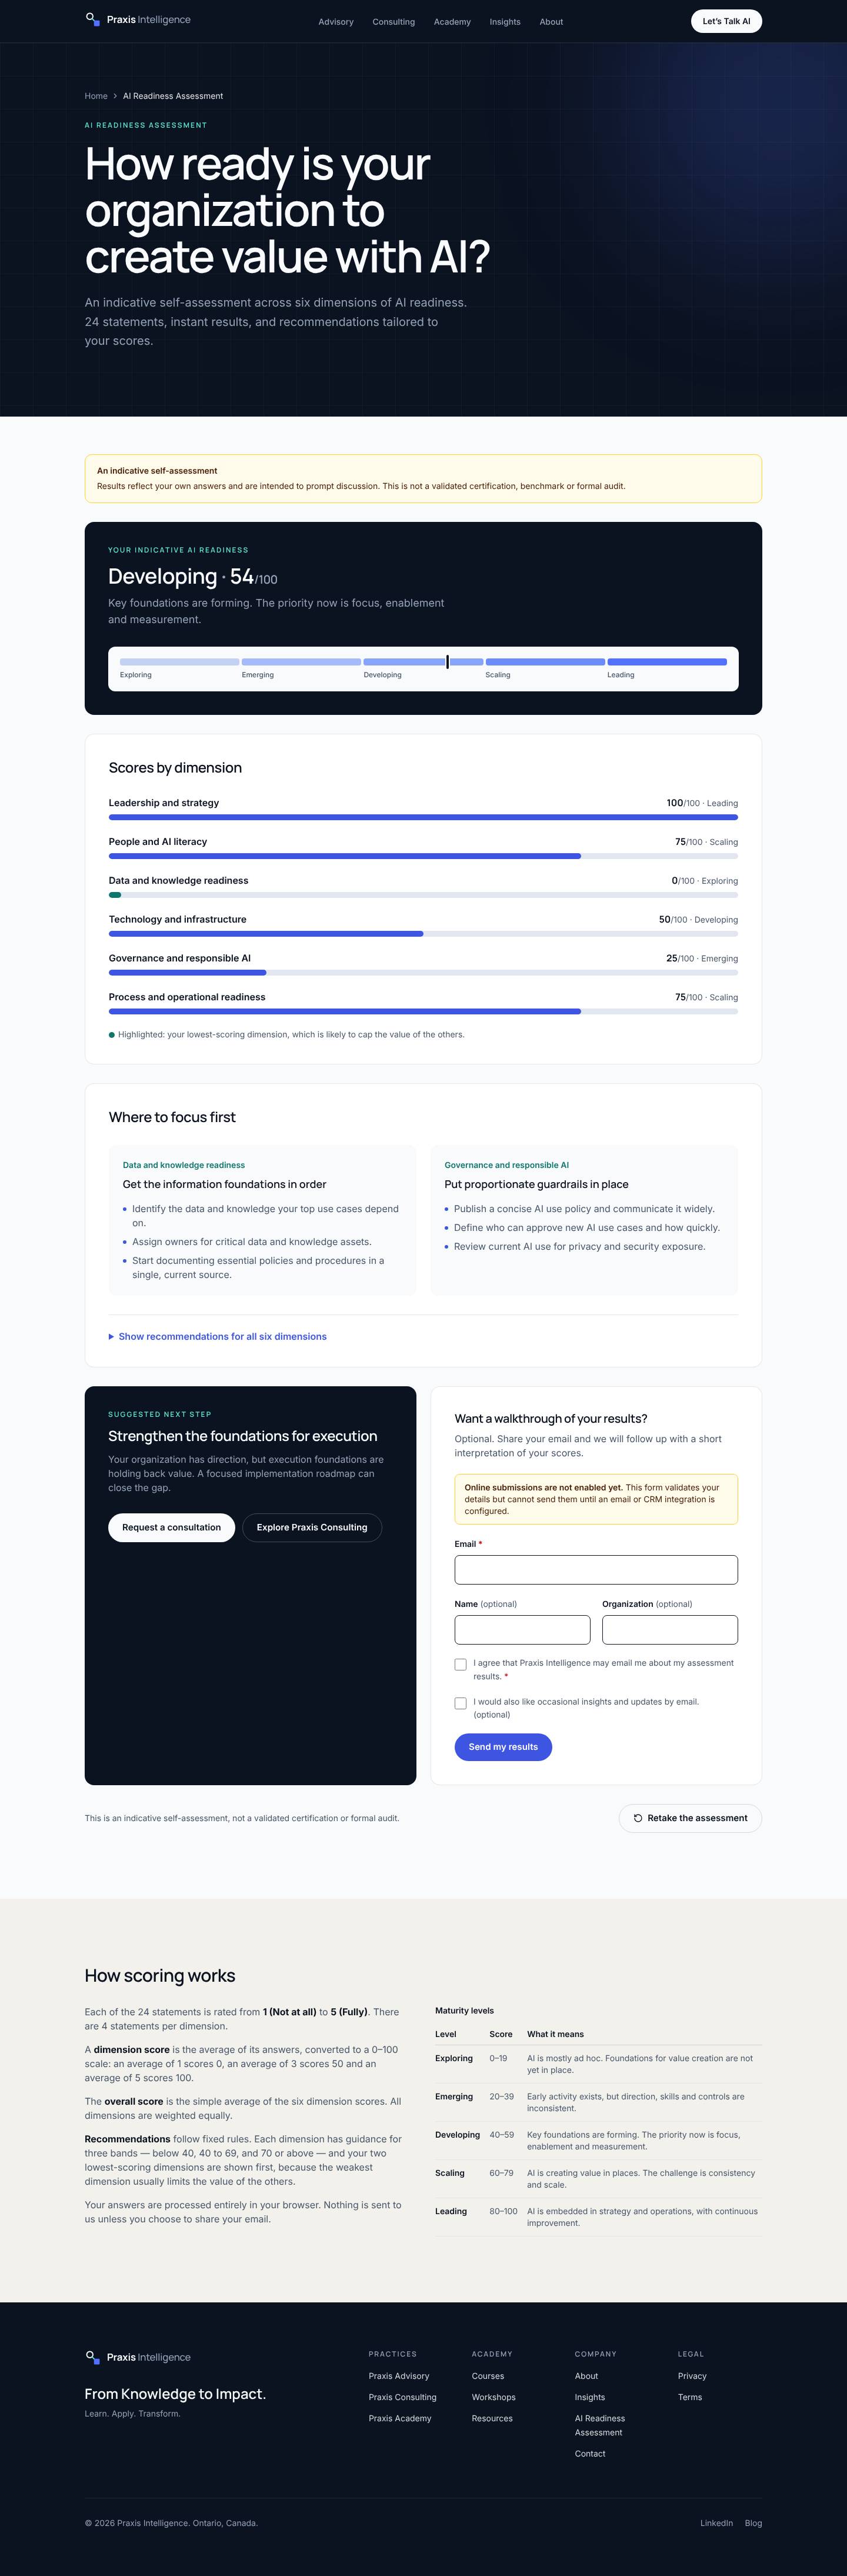 Praxis Intelligence
Advisory
Consulting
Academy
Insights
About
Let's Talk AI
Home › AI Readiness Assessment
AI READINESS ASSESSMENT
How ready is your
organization to
create value with AI?
An indicative self-assessment across six dimensions of AI readiness.
24 statements, instant results, and recommendations tailored to
your scores.
An indicative self-assessment
Results reflect your own answers and are intended to prompt discussion. This is not a validated certification, benchmark or formal audit.
YOUR INDICATIVE AI READINESS
Developing · 54/100
Key foundations are forming. The priority now is focus, enablement
and measurement.
Exploring
Emerging
Developing
Scaling
Leading
Scores by dimension
Leadership and strategy
100/100 · Leading
People and AI literacy
75/100 · Scaling
Data and knowledge readiness
0/100 · Exploring
Technology and infrastructure
50/100 · Developing
Governance and responsible AI
25/100 · Emerging
Process and operational readiness
75/100 · Scaling
Highlighted: your lowest-scoring dimension, which is likely to cap the value of the others.
Where to focus first
Data and knowledge readiness
Get the information foundations in order
Identify the data and knowledge your top use cases depend
on.
Assign owners for critical data and knowledge assets.
Start documenting essential policies and procedures in a
single, current source.
Governance and responsible AI
Put proportionate guardrails in place
Publish a concise AI use policy and communicate it widely.
Define who can approve new AI use cases and how quickly.
Review current AI use for privacy and security exposure.
Show recommendations for all six dimensions
SUGGESTED NEXT STEP
Strengthen the foundations for execution
Your organization has direction, but execution foundations are
holding back value. A focused implementation roadmap can
close the gap.
Request a consultation
Explore Praxis Consulting
Want a walkthrough of your results?
Optional. Share your email and we will follow up with a short
interpretation of your scores.
Online submissions are not enabled yet. This form validates your
details but cannot send them until an email or CRM integration is
configured.
Email *
Name (optional)
Organization (optional)
I agree that Praxis Intelligence may email me about my assessment
results. *
I would also like occasional insights and updates by email.
(optional)
Send my results
This is an indicative self-assessment, not a validated certification or formal audit.
Retake the assessment
How scoring works
Each of the 24 statements is rated from 1 (Not at all) to 5 (Fully). There
are 4 statements per dimension.
A dimension score is the average of its answers, converted to a 0–100
scale: an average of 1 scores 0, an average of 3 scores 50 and an
average of 5 scores 100.
The overall score is the simple average of the six dimension scores. All
dimensions are weighted equally.
Recommendations follow fixed rules. Each dimension has guidance for
three bands — below 40, 40 to 69, and 70 or above — and your two
lowest-scoring dimensions are shown first, because the weakest
dimension usually limits the value of the others.
Your answers are processed entirely in your browser. Nothing is sent to
us unless you choose to share your email.
Maturity levels
Level Score What it means
Exploring 0–19 AI is mostly ad hoc. Foundations for value creation are not
yet in place.
Emerging 20–39 Early activity exists, but direction, skills and controls are
inconsistent.
Developing 40–59 Key foundations are forming. The priority now is focus,
enablement and measurement.
Scaling 60–79 AI is creating value in places. The challenge is consistency
and scale.
Leading 80–100 AI is embedded in strategy and operations, with continuous
improvement.
Praxis Intelligence
From Knowledge to Impact.
Learn. Apply. Transform.
PRACTICES
Praxis Advisory
Praxis Consulting
Praxis Academy
ACADEMY
Courses
Workshops
Resources
COMPANY
About
Insights
AI Readiness
Assessment
Contact
LEGAL
Privacy
Terms
© 2026 Praxis Intelligence. Ontario, Canada.
LinkedIn
Blog